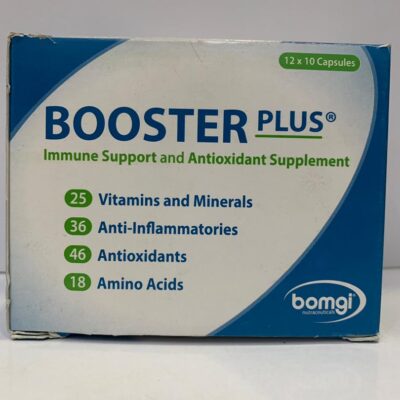 12 x 10 Capsules
BOOSTER PLUS®
Immune Support and Antioxidant Supplement
25 Vitamins and Minerals
36 Anti-Inflammatories
46 Antioxidants
18 Amino Acids
bomgi
nutraceuticals